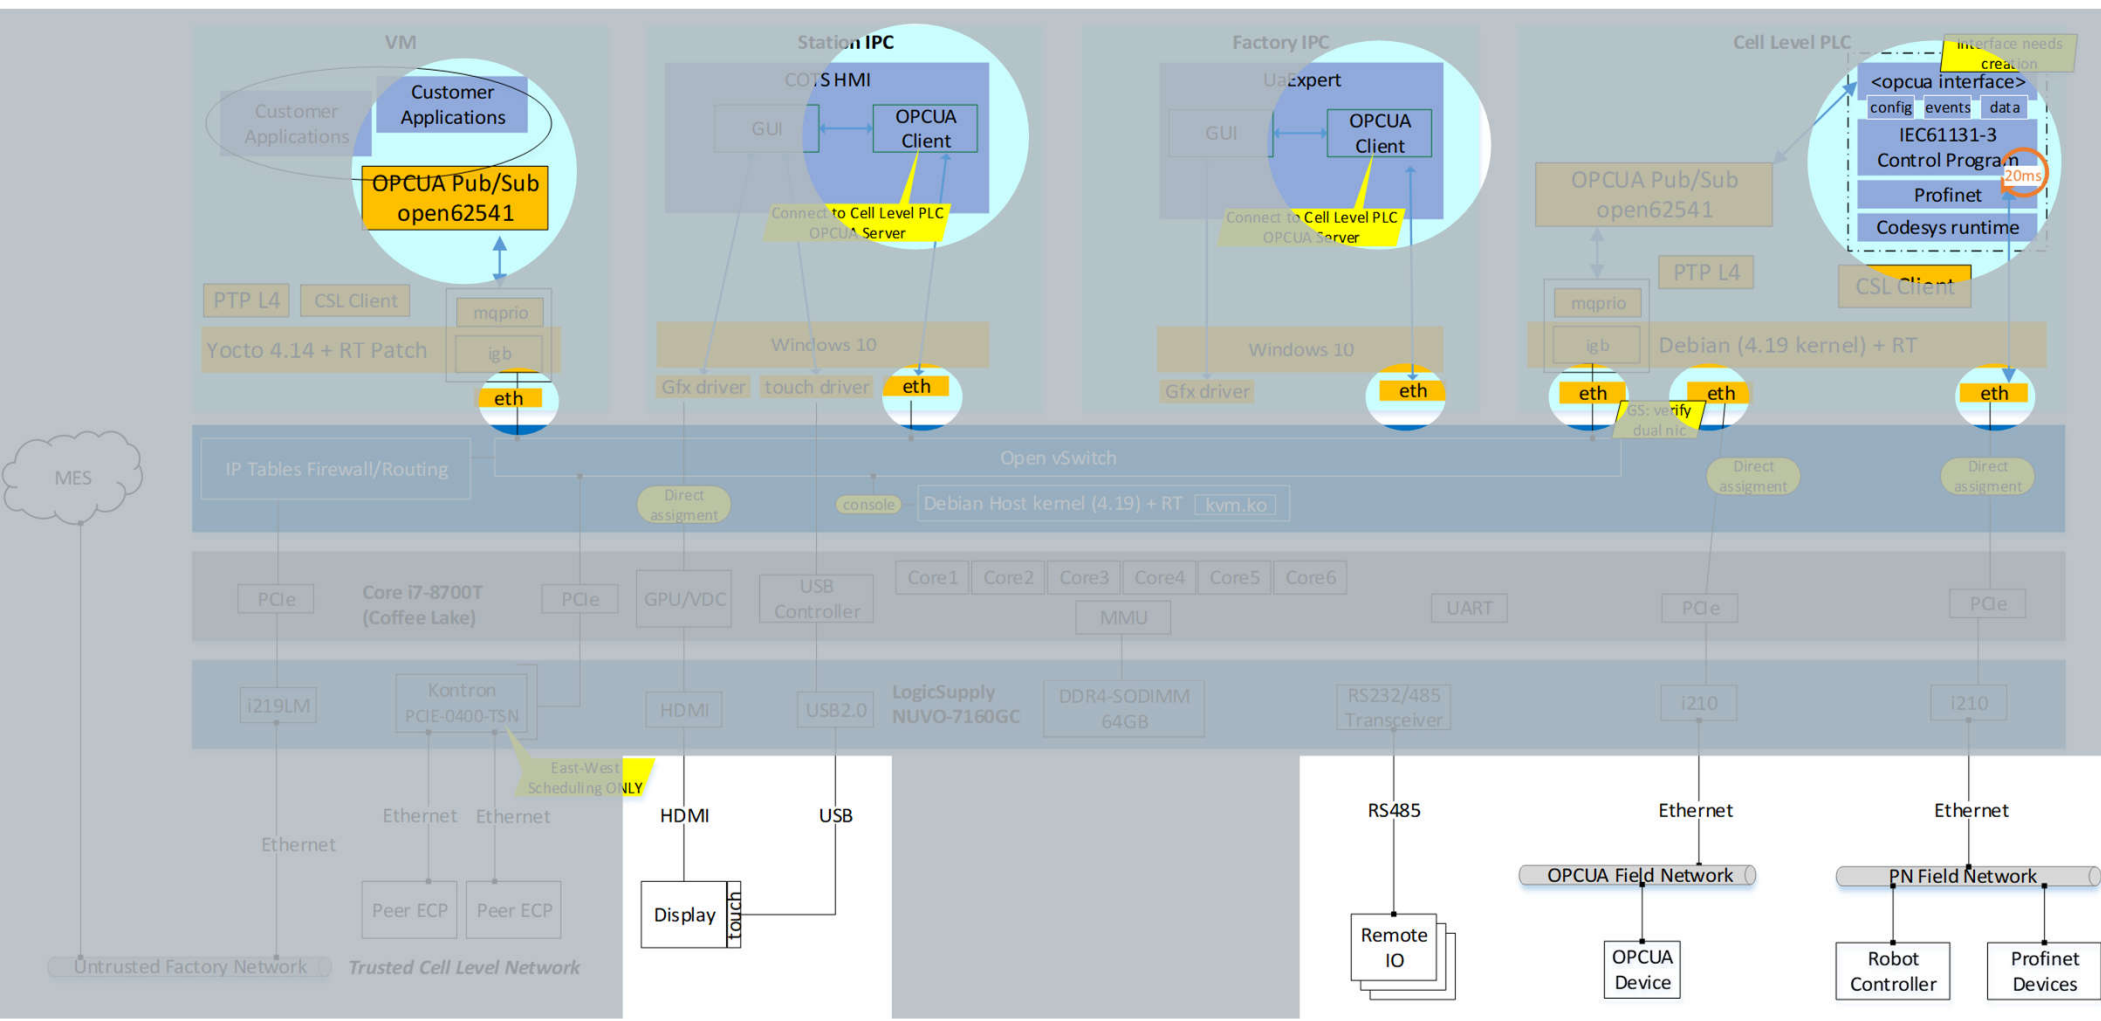 VM
Station IPC
Factory IPC
Cell Level PLC
Interface needs
creation
Customer
Applications
Customer
Applications
OPCUA Pub/Sub
open62541
PTP L4
CSL Client
mqprio
Yocto 4.14 + RT Patch
igb
eth
COTS HMI
GUI
OPCUA
Client
Connect to Cell Level PLC
OPCUA Server
Windows 10
Gfx driver
touch driver
eth
UaExpert
GUI
OPCUA
Client
Connect to Cell Level PLC
OPCUA Server
Windows 10
Gfx driver
eth
<opcua interface>
config
events
data
IEC61131-3
Control Program
20ms
Profinet
Codesys runtime
OPCUA Pub/Sub
open62541
PTP L4
CSL Client
mqprio
igb
Debian (4.19 kernel) + RT
eth
eth
eth
GS: verify
dual nic
MES
IP Tables Firewall/Routing
Open vSwitch
Direct
assigment
console
Debian Host kernel (4.19) + RT
kvm.ko
Direct
assigment
Direct
assigment
PCIe
Core i7-8700T
(Coffee Lake)
PCIe
GPU/VDC
USB
Controller
Core1
Core2
Core3
Core4
Core5
Core6
MMU
UART
PCIe
PCIe
i219LM
Kontron
PCIE-0400-TSN
HDMI
USB2.0
LogicSupply
NUVO-7160GC
DDR4-SODIMM
64GB
RS232/485
Transceiver
i210
i210
East-West
Scheduling ONLY
Ethernet
Ethernet
Ethernet
HDMI
USB
RS485
Ethernet
Ethernet
Peer ECP
Peer ECP
Display
touch
OPCUA Field Network
PN Field Network
Remote
IO
OPCUA
Device
Robot
Controller
Profinet
Devices
Untrusted Factory Network
Trusted Cell Level Network